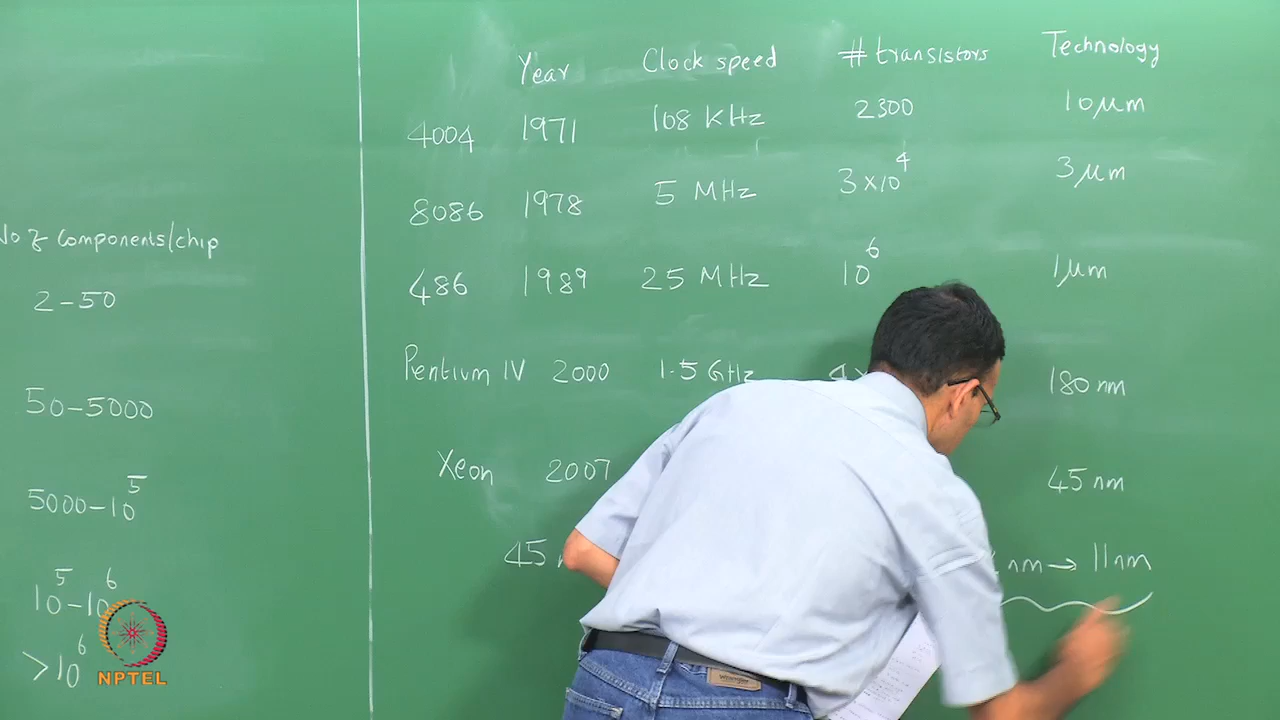 Year Clock speed # transistors Technology
4004 1971 108 KHz 2300 10 μm
8086 1978 5 MHz 3 x 10^4 3 μm
486 1989 25 MHz 10^6 1 μm
Pentium IV 2000 1.5 GHz 180 nm
Xeon 2007 45 nm
45 nm → 11 nm
No of components/chip
2 - 50
50 - 5000
5000 - 10^5
10^5 - 10^6
> 10^6
NPTEL
Wrangler